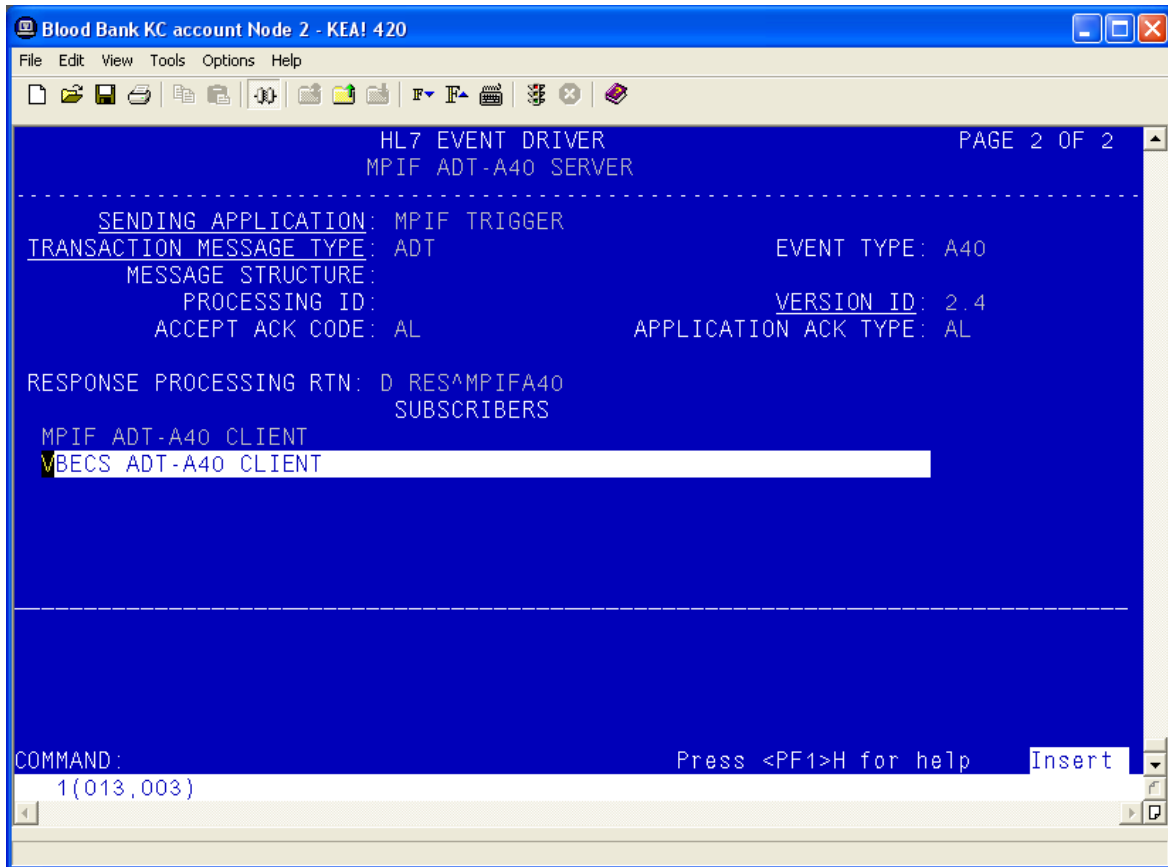 Blood Bank KC account Node 2 - KEA! 420
File Edit View Tools Options Help
HL7 EVENT DRIVER PAGE 2 OF 2
MPIF ADT-A40 SERVER
SENDING APPLICATION: MPIF TRIGGER
TRANSACTION MESSAGE TYPE: ADT EVENT TYPE: A40
MESSAGE STRUCTURE:
PROCESSING ID: VERSION ID: 2.4
ACCEPT ACK CODE: AL APPLICATION ACK TYPE: AL
RESPONSE PROCESSING RTN: D RES^MPIFA40
SUBSCRIBERS
MPIF ADT-A40 CLIENT
VBECS ADT-A40 CLIENT
COMMAND: Press <PF1>H for help Insert
1(013,003)